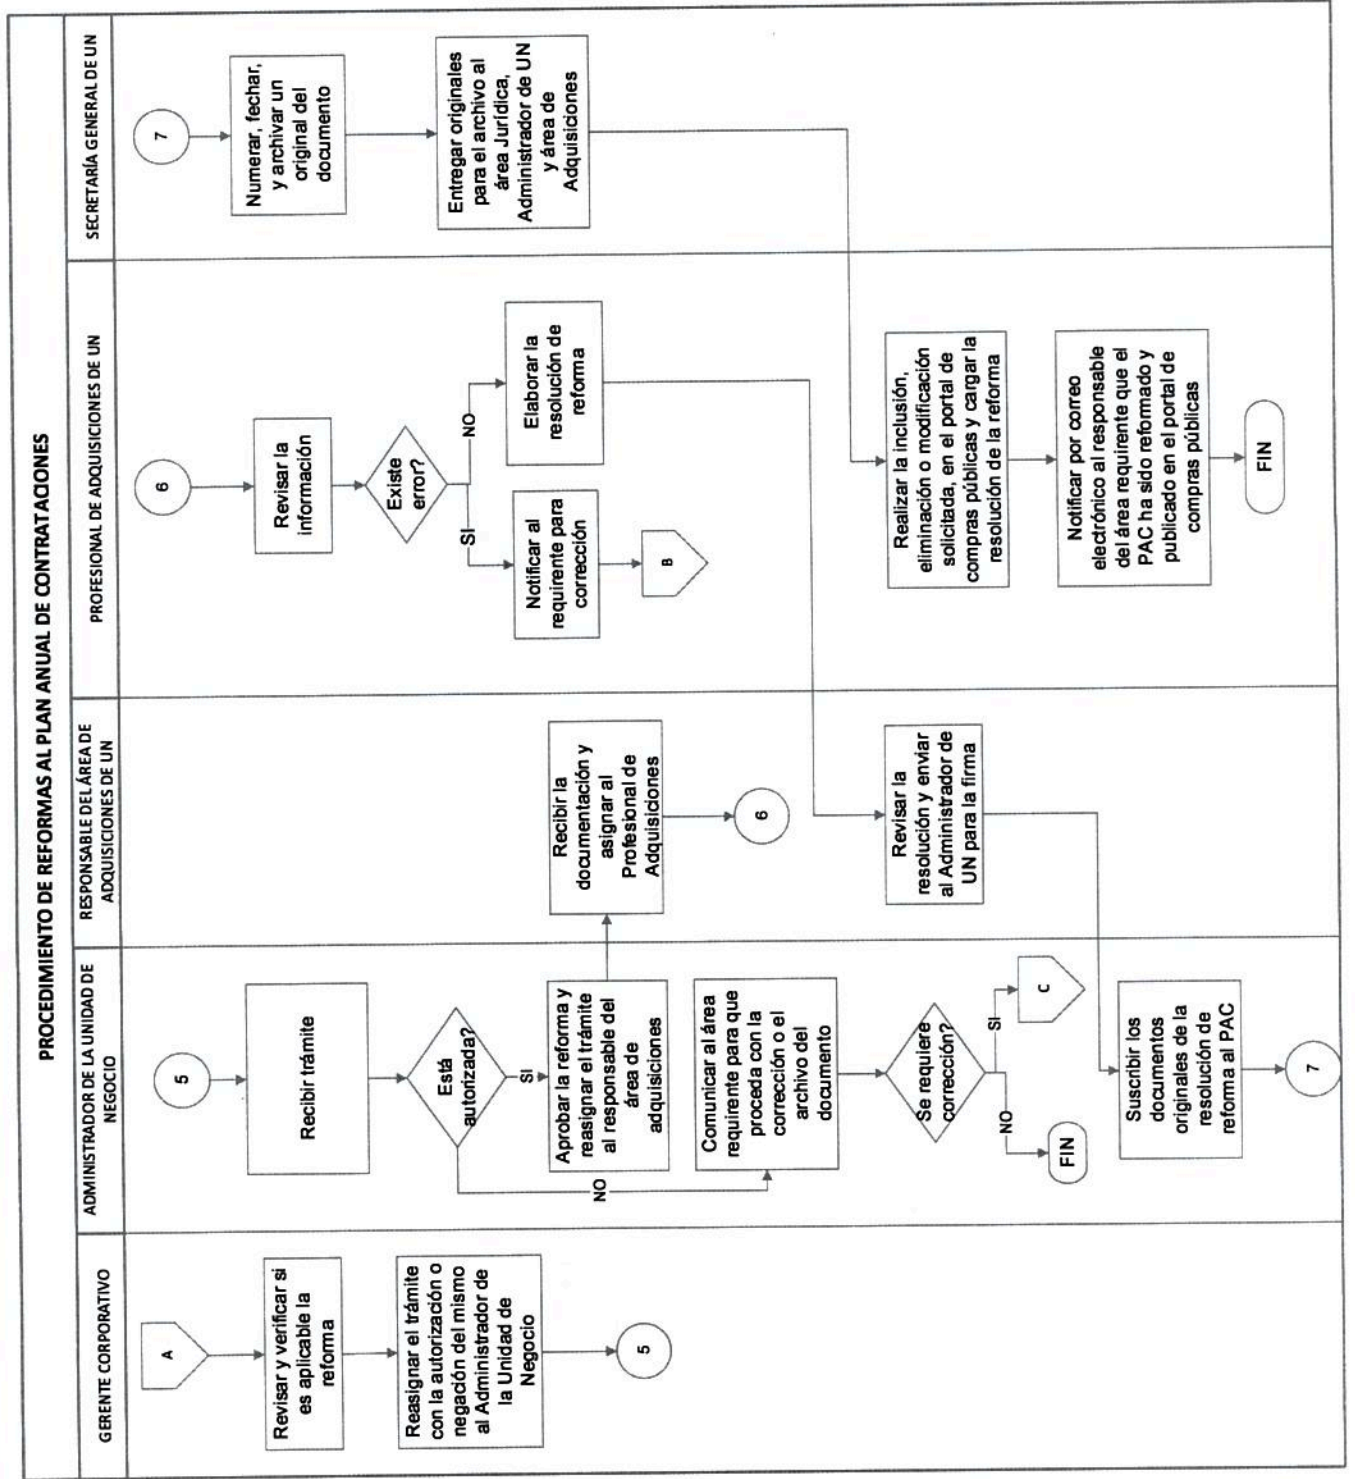 PROCEDIMIENTO DE REFORMAS AL PLAN ANUAL DE CONTRATACIONES
GERENTE CORPORATIVO
ADMINISTRADOR DE LA UNIDAD DE
NEGOCIO
RESPONSABLE DEL ÁREA DE
ADQUISICIONES DE UN
PROFESIONAL DE ADQUISICIONES DE UN
SECRETARÍA GENERAL DE UN
A
Revisar y verificar si
es aplicable la
reforma
Reasignar el trámite
con la autorización o
negación del mismo
al Administrador de
la Unidad de
Negocio
5
5
Recibir trámite
Está
autorizada?
SI
NO
Aprobar la reforma y
reasignar el trámite
al responsable del
área de
adquisiciones
Comunicar al área
requirente para que
proceda con la
corrección o el
archivo del
documento
Se requiere
corrección?
NO
SI
FIN
C
Suscribir los
documentos
originales de la
resolución de
reforma al PAC
7
Recibir la
documentación y
asignar al
Profesional de
Adquisiciones
6
Revisar la
resolución y enviar
al Administrador de
UN para la firma
6
Revisar la
información
Existe
error?
SI
NO
Notificar al
requirente para
corrección
B
Elaborar la
resolución de
reforma
Realizar la inclusión,
eliminación o modificación
solicitada, en el portal de
compras públicas y cargar la
resolución de la reforma
Notificar por correo
electrónico al responsable
del área requirente que el
PAC ha sido reformado y
publicado en el portal de
compras públicas
FIN
7
Numerar, fechar,
y archivar un
original del
documento
Entregar originales
para el archivo al
área Jurídica,
Administrador de UN
y área de
Adquisiciones